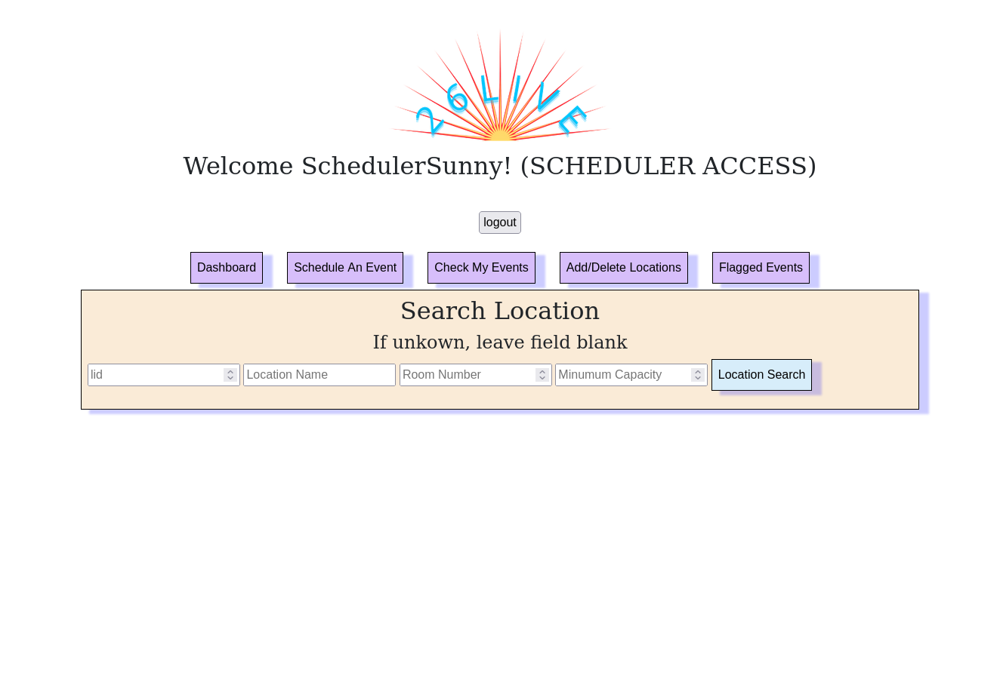 26LIVE
Welcome SchedulerSunny! (SCHEDULER ACCESS)
logout
Dashboard Schedule An Event Check My Events Add/Delete Locations Flagged Events
Search Location
If unkown, leave field blank
lid Location Name Room Number Minumum Capacity Location Search